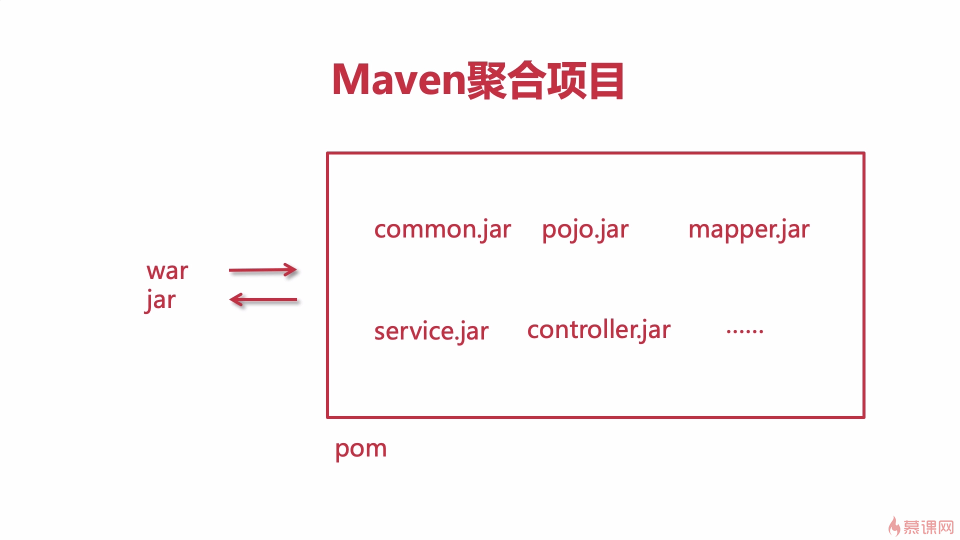 Maven聚合项目
common.jar pojo.jar mapper.jar
war
jar
service.jar controller.jar ······
pom
慕课网